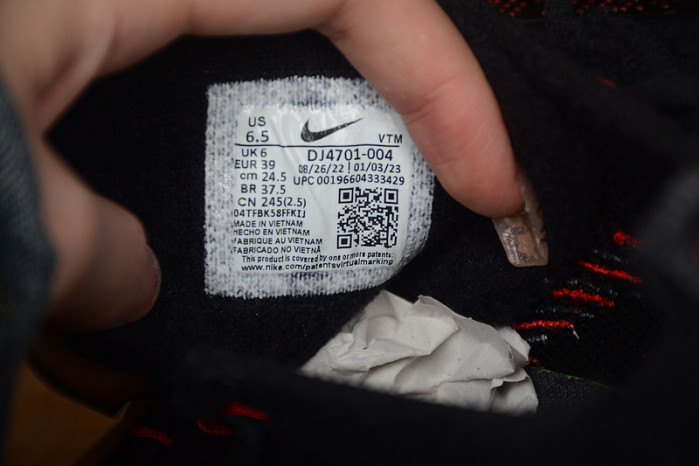 US
6.5
VTM
UK 6
EUR 39
cm 24.5
BR 37.5
CN 245(2.5)
DJ4701-004
08/26/22 | 01/03/23
UPC 00196604333429
04TFBK58FFKIJ
MADE IN VIETNAM
HECHO EN VIETNAM
FABRIQUE AU VIETNAM
FABRICADO NO VIETNÃ
This product is covered by one or more patents:
www.nike.com/patentsvirtualmarking